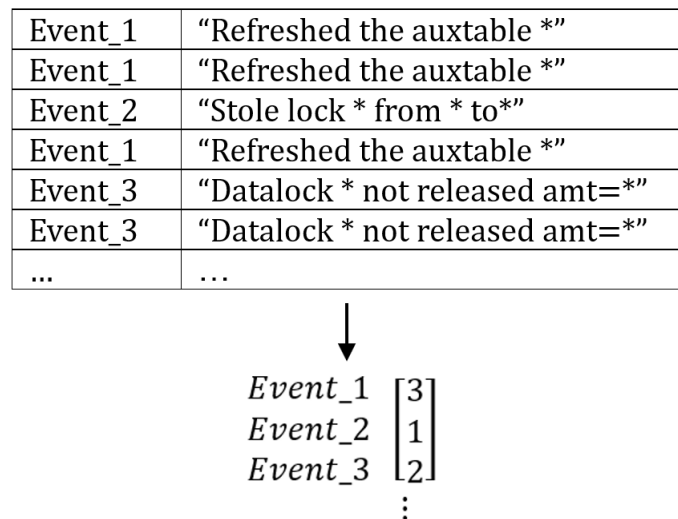 Event_1 “Refreshed the auxtable *”
Event_1 “Refreshed the auxtable *”
Event_2 “Stole lock * from * to*”
Event_1 “Refreshed the auxtable *”
Event_3 “Datalock * not released amt=*”
Event_3 “Datalock * not released amt=*”
... ...
Event_1 [3]
Event_2 [1]
Event_3 [2]
⋮